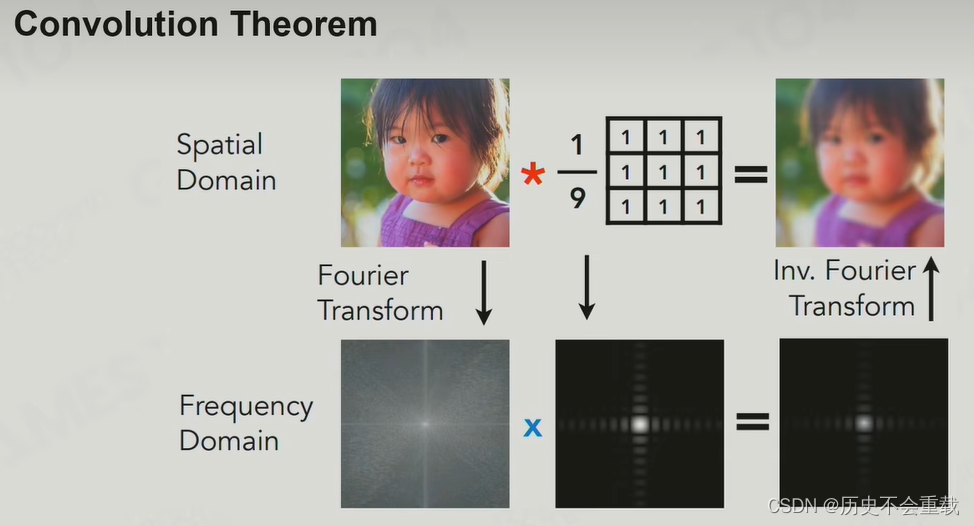 Convolution Theorem
Spatial
Domain
*
1
9
1 1 1
1 1 1
1 1 1
=
Fourier
Transform
Inv. Fourier
Transform
Frequency
Domain
x
=
CSDN @历史不会重载